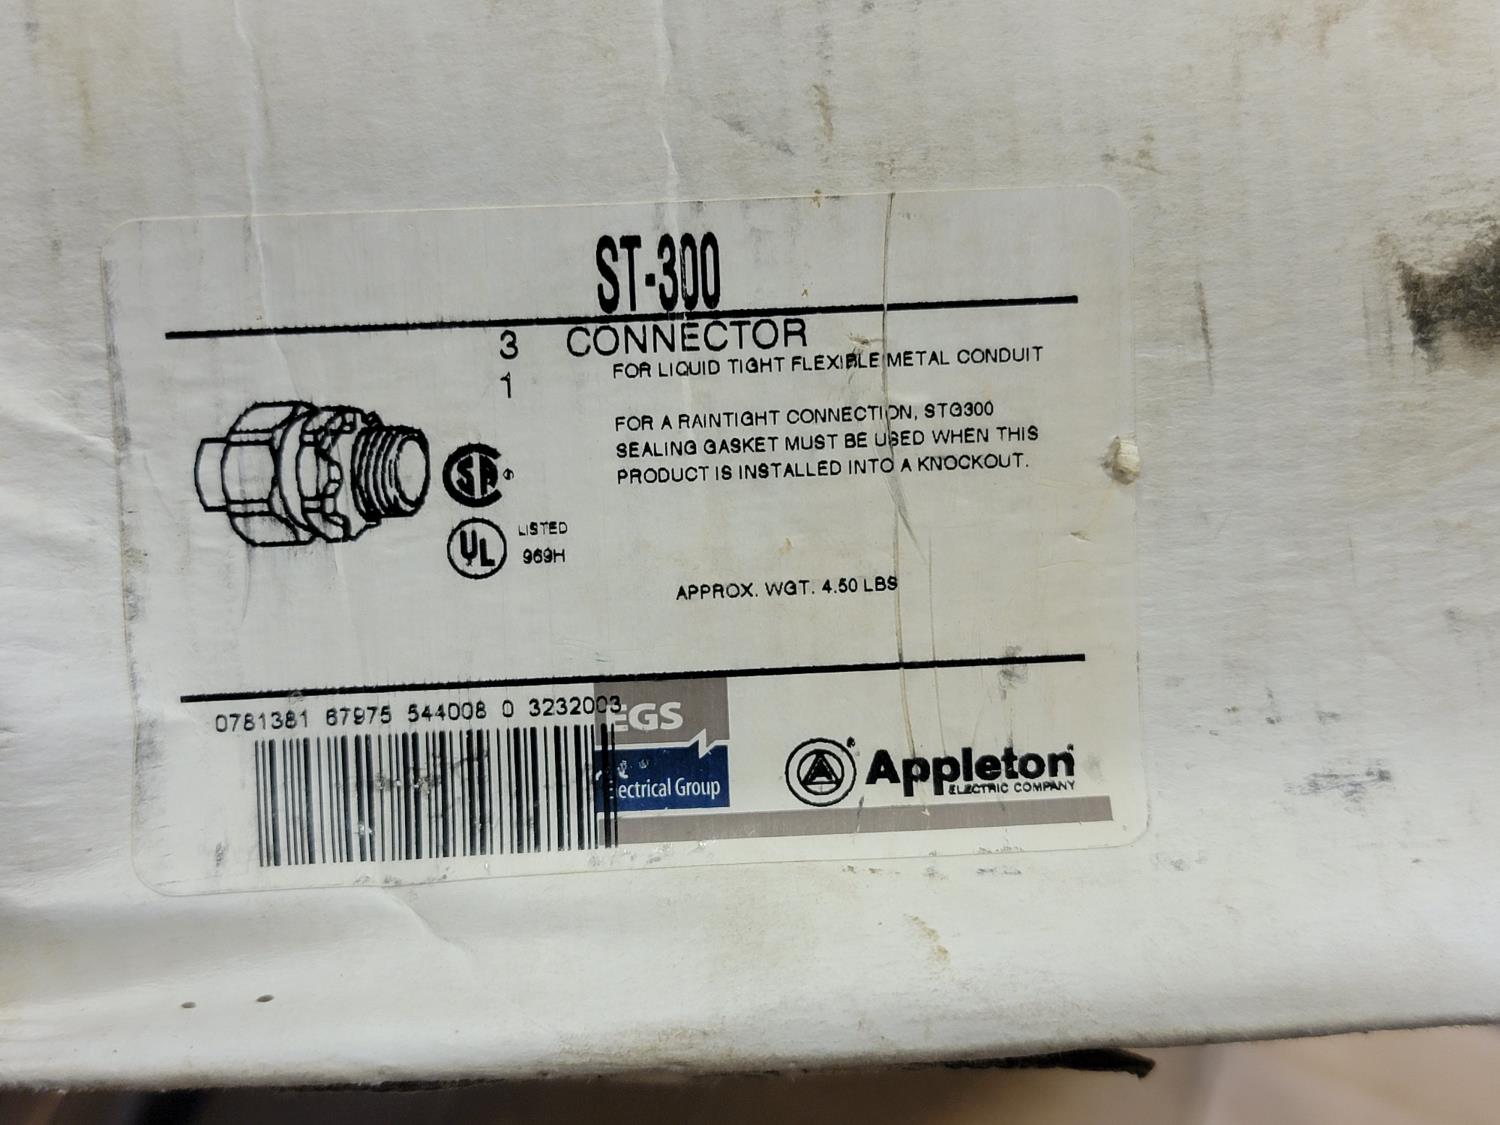 ST-300
3 CONNECTOR
1 FOR LIQUID TIGHT FLEXIBLE METAL CONDUIT
FOR A RAINTIGHT CONNECTION, STG300
SEALING GASKET MUST BE USED WHEN THIS
PRODUCT IS INSTALLED INTO A KNOCKOUT.
SA ®
UL LISTED
969H
APPROX. WGT. 4.50 LBS
0781381 67975 544008 0 3232003
EGS
Electrical Group
A ® Appleton
ELECTRIC COMPANY